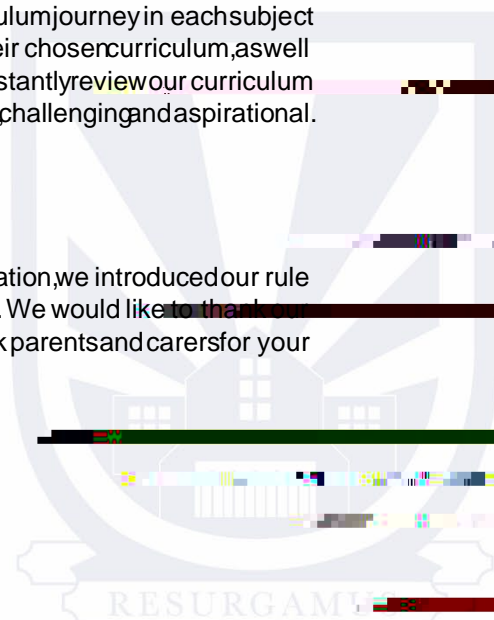 ulumjourney in eachsubject
eir chosencurriculum,aswell
stantlyreviewour curriculum
challengingandaspirational.
ation,we introducedour rule
. We would like to thank our
k parentsandcarersfor your
RESURGAMUS